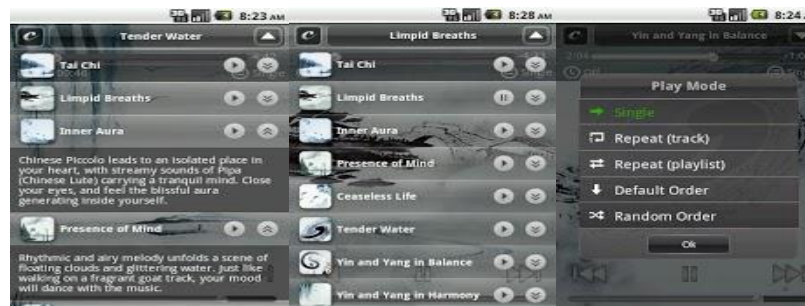 8:23 AM
Tender Water
Tai Chi
00:46
Single
Limpid Breaths
Inner Aura
Chinese Piccolo leads to an isolated place in
your heart, with streamy sounds of Pipa
(Chinese Lute) carrying a tranquil mind. Close
your eyes, and feel the blissful aura
generating inside yourself.
Presence of Mind
Rhythmic and airy melody unfolds a scene of
floating clouds and glittering water. Just like
walking on a fragrant goat track, your mood
will dance with the music.
8:28 AM
Limpid Breaths
Tai Chi
Limpid Breaths
Inner Aura
Presence of Mind
Ceaseless Life
Tender Water
Yin and Yang in Balance
Yin and Yang in Harmony
8:24
Yin and Yang in Balance
2:04
Off
Play Mode
Single
Repeat (track)
Repeat (playlist)
Default Order
Random Order
Ok